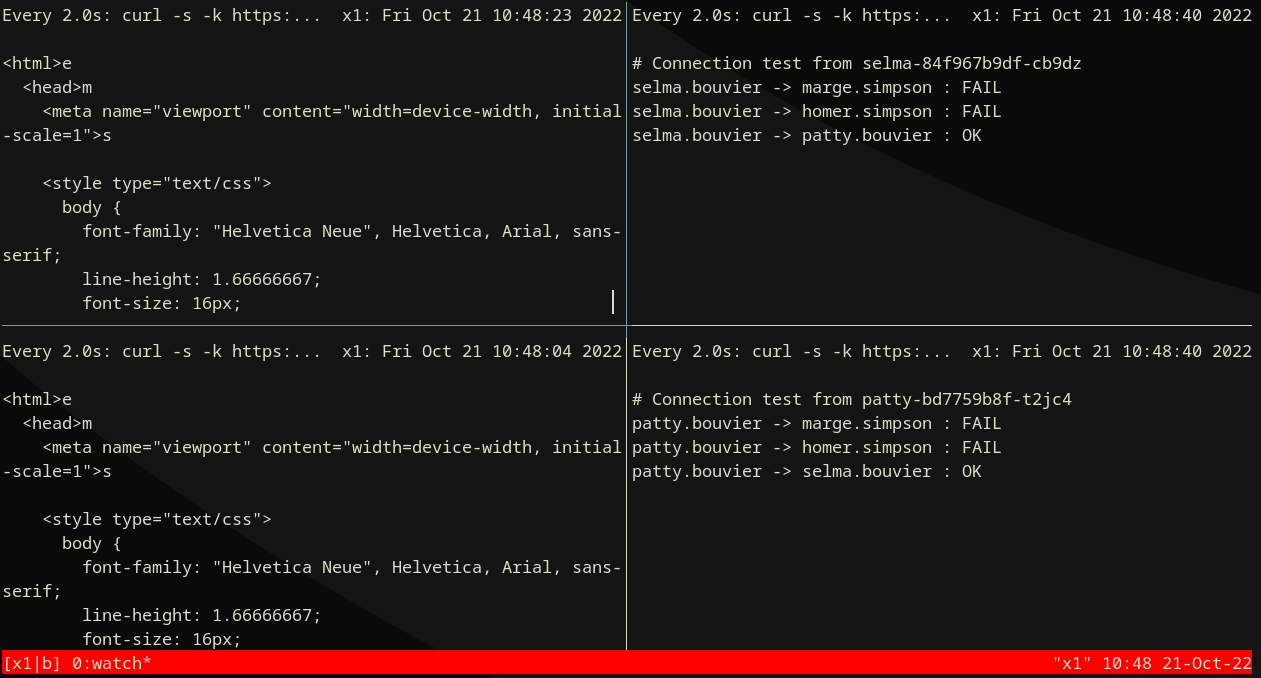 Every 2.0s: curl -s -k https:...  x1: Fri Oct 21 10:48:23 2022

<html>e
  <head>m
    <meta name="viewport" content="width=device-width, initial
-scale=1">s

    <style type="text/css">
      body {
        font-family: "Helvetica Neue", Helvetica, Arial, sans-
serif;
        line-height: 1.66666667;
        font-size: 16px;
Every 2.0s: curl -s -k https:...  x1: Fri Oct 21 10:48:40 2022

# Connection test from selma-84f967b9df-cb9dz
selma.bouvier -> marge.simpson : FAIL
selma.bouvier -> homer.simpson : FAIL
selma.bouvier -> patty.bouvier : OK
Every 2.0s: curl -s -k https:...  x1: Fri Oct 21 10:48:04 2022

<html>e
  <head>m
    <meta name="viewport" content="width=device-width, initial
-scale=1">s

    <style type="text/css">
      body {
        font-family: "Helvetica Neue", Helvetica, Arial, sans-
serif;
        line-height: 1.66666667;
        font-size: 16px;
Every 2.0s: curl -s -k https:...  x1: Fri Oct 21 10:48:40 2022

# Connection test from patty-bd7759b8f-t2jc4
patty.bouvier -> marge.simpson : FAIL
patty.bouvier -> homer.simpson : FAIL
patty.bouvier -> selma.bouvier : OK
[x1|b] 0:watch* "x1" 10:48 21-Oct-22